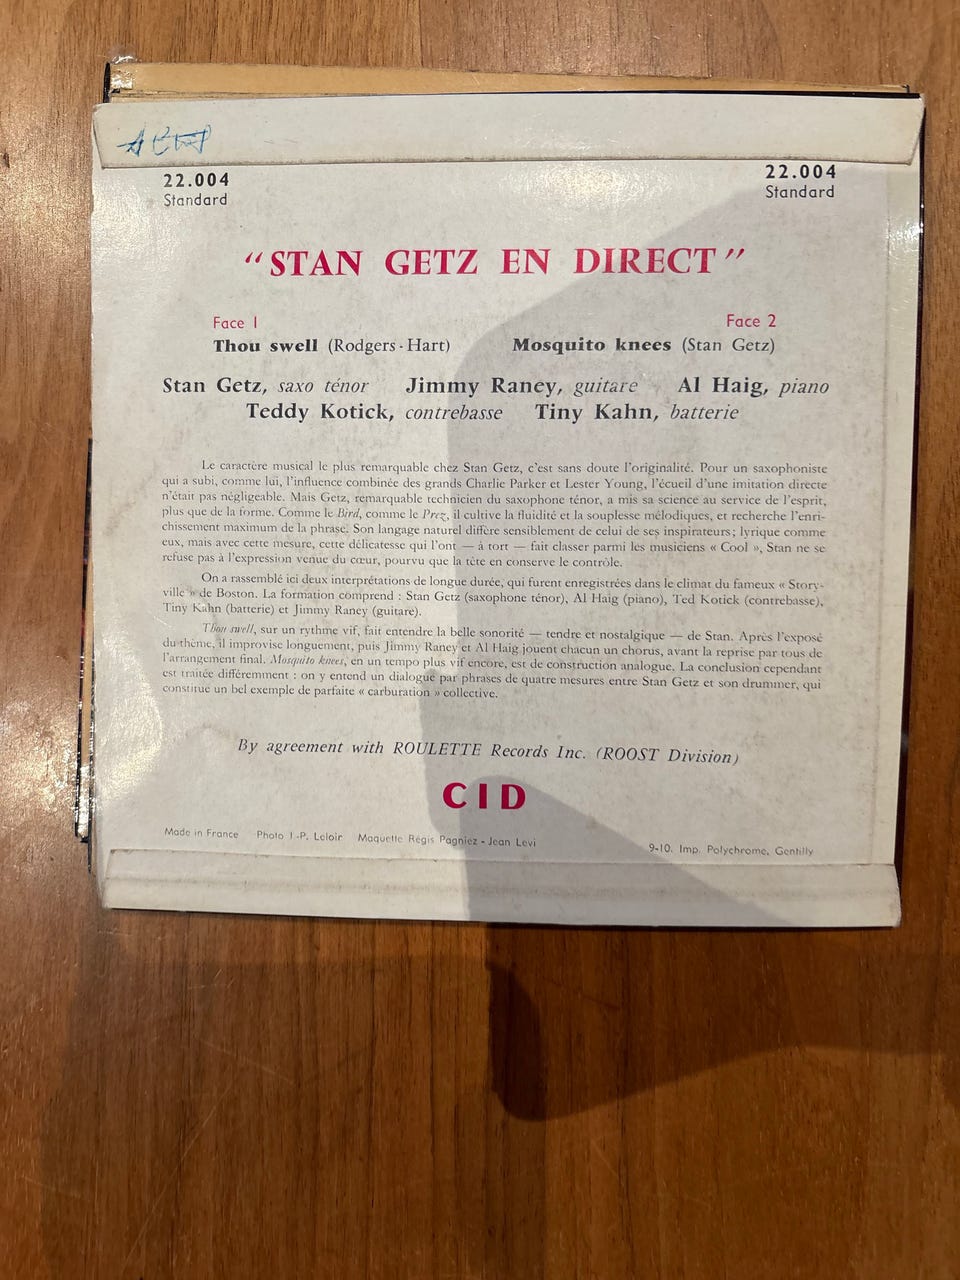 22.004
Standard
22.004
Standard
“STAN GETZ EN DIRECT”
Face 1
Face 2
Thou swell (Rodgers - Hart)
Mosquito knees (Stan Getz)
Stan Getz, saxo ténor Jimmy Raney, guitare Al Haig, piano
Teddy Kotick, contrebasse Tiny Kahn, batterie
Le caractère musical le plus remarquable chez Stan Getz, c'est sans doute l'originalité. Pour un saxophoniste
qui a subi, comme lui, l'influence combinée des grands Charlie Parker et Lester Young, l'écueil d'une imitation directe
n'était pas négligeable. Mais Getz, remarquable technicien du saxophone ténor, a mis sa science au service de l'esprit,
plus que de la forme. Comme le Bird, comme le Prez, il cultive la fluidité et la souplesse mélodiques, et recherche l'enri-
chissement maximum de la phrase. Son langage naturel diffère sensiblement de celui de ses inspirateurs ; lyrique comme
eux, mais avec cette mesure, cette délicatesse qui l'ont — à tort — fait classer parmi les musiciens « Cool », Stan ne se
refuse pas à l'expression venue du cœur, pourvu que la tête en conserve le contrôle.
On a rassemblé ici deux interprétations de longue durée, qui furent enregistrées dans le climat du fameux « Story-
ville » de Boston. La formation comprend : Stan Getz (saxophone ténor), Al Haig (piano), Ted Kotick (contrebasse),
Tiny Kahn (batterie) et Jimmy Raney (guitare).
Thou swell, sur un rythme vif, fait entendre la belle sonorité — tendre et nostalgique — de Stan. Après l'exposé
du thème, il improvise longuement, puis Jimmy Raney et Al Haig jouent chacun un chorus, avant la reprise par tous de
l'arrangement final. Mosquito knees, en un tempo plus vif encore, est de construction analogue. La conclusion cependant
est traitée différemment : on y entend un dialogue par phrases de quatre mesures entre Stan Getz et son drummer, qui
constitue un bel exemple de parfaite « carburation » collective.
By agreement with ROULETTE Records Inc. (ROOST Division)
CID
Made in France Photo J.-P. Leloir Maquette Régis Pagniez - Jean Levi
9-10. Imp. Polychrome, Gentilly